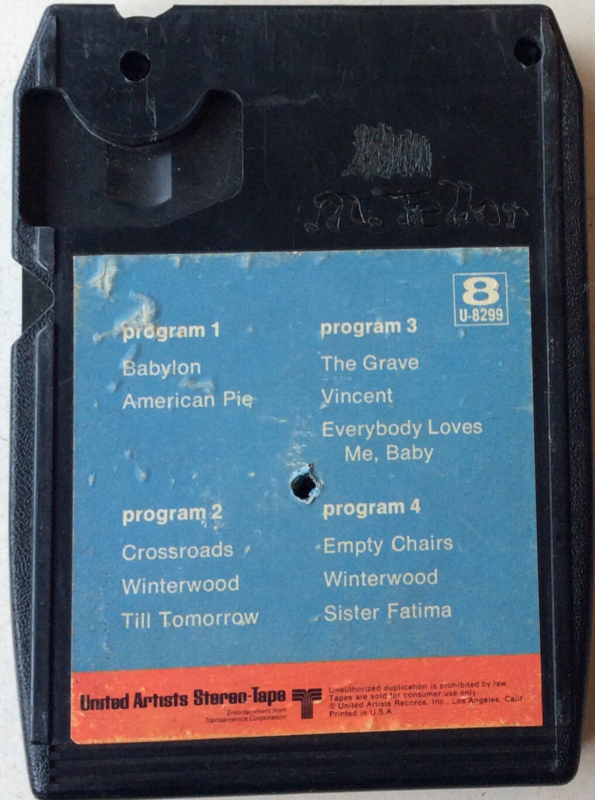 8
U-8299
program 1
Babylon
American Pie
program 2
Crossroads
Winterwood
Till Tomorrow
program 3
The Grave
Vincent
Everybody Loves
Me, Baby
program 4
Empty Chairs
Winterwood
Sister Fatima
United Artists Stereo-Tape
Entertainment from
Transamerica Corporation
Unauthorized duplication is prohibited by law.
Tapes are sold for consumer use only.
© United Artists Records, Inc., Los Angeles, Calif.
Printed in U.S.A.